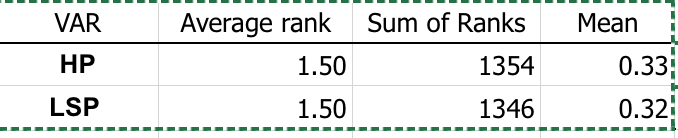 VAR Average rank Sum of Ranks Mean
HP 1.50 1354 0.33
LSP 1.50 1346 0.32